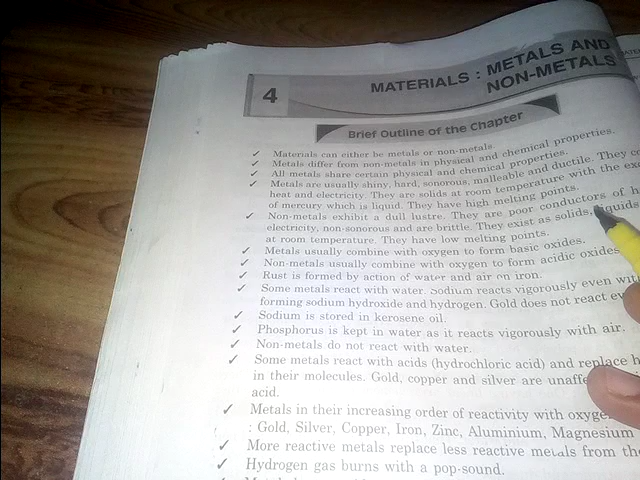 4
MATERIALS : METALS AND
NON-METALS
Brief Outline of the Chapter
✓ Materials can either be metals or non-metals
✓ Metals differ from non-metals in physical and chemical properties.
✓ All metals share certain physical and chemical properties.
✓ Metals are usually shiny, hard, sonorous, malleable and ductile. They
heat and electricity. They are solids at room temperature with the
of mercury which is liquid. They have high melting points.
✓ Non-metals exhibit a dull lustre. They are poor conductors of
electricity, non-sonorous and are brittle. They exist as solids, liquids
at room temperature. They have low melting points.
✓ Metals usually combine with oxygen to form basic oxides.
✓ Non-metals usually combine with oxygen to form acidic oxides
✓ Rust is formed by action of water and air on iron.
✓ Some metals react with water. Sodium reacts vigorously even
forming sodium hydroxide and hydrogen. Gold does not react
✓ Sodium is stored in kerosene oil.
✓ Phosphorus is kept in water as it reacts vigorously with air.
✓ Non-metals do not react with water.
✓ Some metals react with acids (hydrochloric acid) and replace
in their molecules. Gold, copper and silver are
acid.
✓ Metals in their increasing order of reactivity with
: Gold, Silver, Copper, Iron, Zinc, Aluminium, Magnesium
✓ More reactive metals replace less reactive metals from
✓ Hydrogen gas burns with a pop-sound.